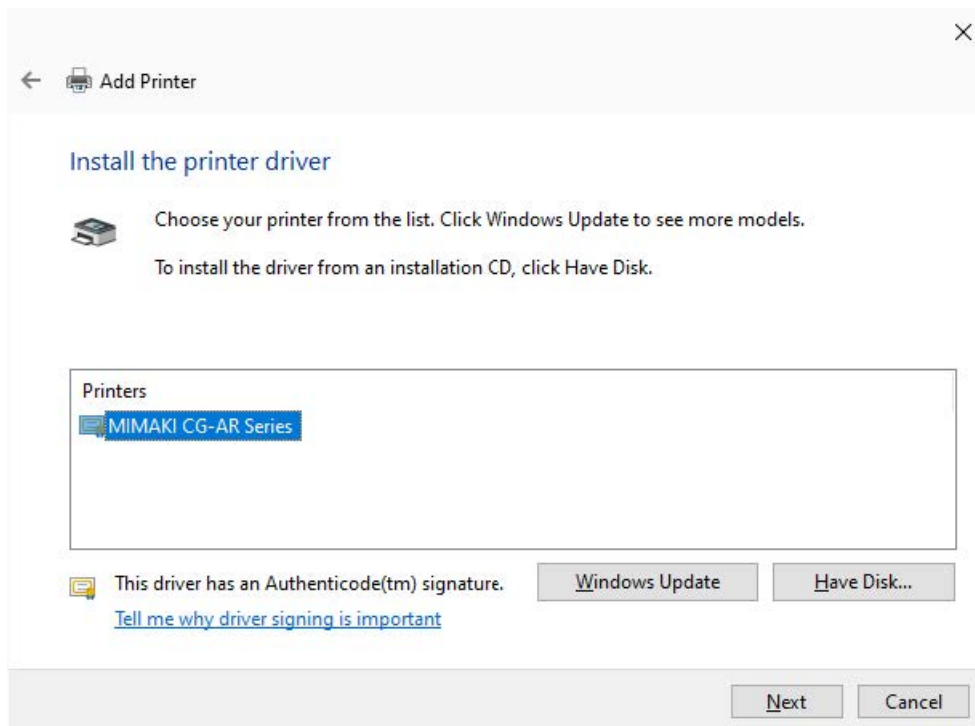 Add Printer
Install the printer driver
Choose your printer from the list. Click Windows Update to see more models.
To install the driver from an installation CD, click Have Disk.
Printers
MIMAKI CG-AR Series
This driver has an Authenticode(tm) signature.
Windows Update
Have Disk...
Tell me why driver signing is important
Next
Cancel